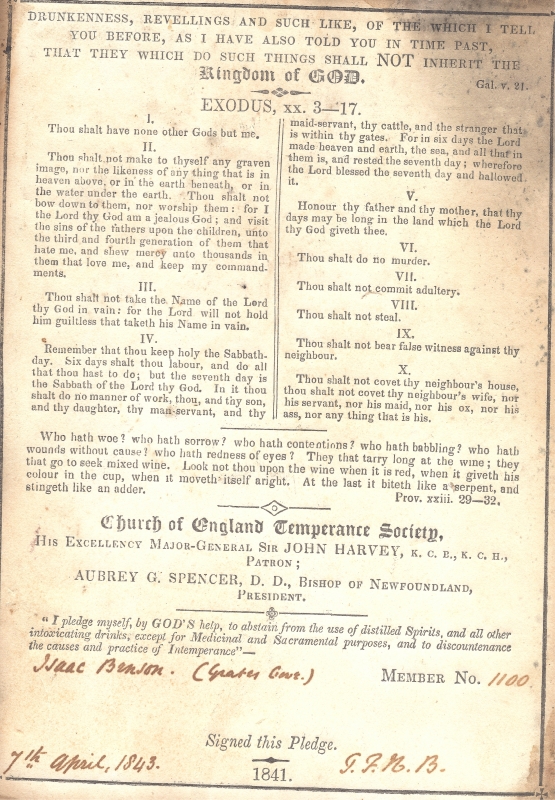 DRUNKENNESS, REVELLINGS AND SUCH LIKE, OF THE WHICH I TELL
YOU BEFORE, AS I HAVE ALSO TOLD YOU IN TIME PAST,
THAT THEY WHICH DO SUCH THINGS SHALL NOT INHERIT THE
Kingdom of GOD.
Gal. v. 21.
EXODUS, xx. 3—17.
I.
Thou shalt have none other Gods but me.
II.
Thou shalt not make to thyself any graven
image, nor the likeness of any thing that is in
heaven above, or in the earth beneath, or in
the water under the earth. Thou shalt not
bow down to them, nor worship them: for I
the Lord thy God am a jealous God; and visit
the sins of the fathers upon the children, unto
the third and fourth generation of them that
hate me, and shew mercy unto thousands in
them that love me, and keep my command-
ments.
III.
Thou shalt not take the Name of the Lord
thy God in vain: for the Lord will not hold
him guiltless that taketh his Name in vain.
IV.
Remember that thou keep holy the Sabbath-
day. Six days shalt thou labour, and do all
that thou hast to do; but the seventh day is
the Sabbath of the Lord thy God. In it thou
shalt do no manner of work, thou, and thy son,
and thy daughter, thy man-servant, and thy
maid-servant, thy cattle, and the stranger that
is within thy gates. For in six days the Lord
made heaven and earth, the sea, and all that in
them is, and rested the seventh day; wherefore
the Lord blessed the seventh day and hallowed
it.
V.
Honour thy father and thy mother, that thy
days may be long in the land which the Lord
thy God giveth thee.
VI.
Thou shalt do no murder.
VII.
Thou shalt not commit adultery.
VIII.
Thou shalt not steal.
IX.
Thou shalt not bear false witness against thy
neighbour.
X.
Thou shalt not covet thy neighbour's house,
thou shalt not covet thy neighbour's wife, nor
his servant, nor his maid, nor his ox, nor his
ass, nor any thing that is his.
Who hath woe? who hath sorrow? who hath contentions? who hath babbling? who hath
wounds without cause? who hath redness of eyes? They that tarry long at the wine; they
that go to seek mixed wine. Look not thou upon the wine when it is red, when it giveth his
colour in the cup, when it moveth itself aright. At the last it biteth like a serpent, and
stingeth like an adder.
Prov. xxiii. 29—32.
Church of England Temperance Society,
HIS EXCELLENCY MAJOR-GENERAL SIR JOHN HARVEY, K. C. B., K. C. H.,
PATRON;
AUBREY G. SPENCER, D. D., BISHOP OF NEWFOUNDLAND,
PRESIDENT.
"I pledge myself, by GOD'S help, to abstain from the use of distilled Spirits, and all other
intoxicating drinks, except for Medicinal and Sacramental purposes, and to discountenance
the causes and practice of Intemperance"—
Isaac Benson. (Grates Cove.)
MEMBER No. 1100.
Signed this Pledge.
7th April, 1843.
1841.
G. F. N. B.